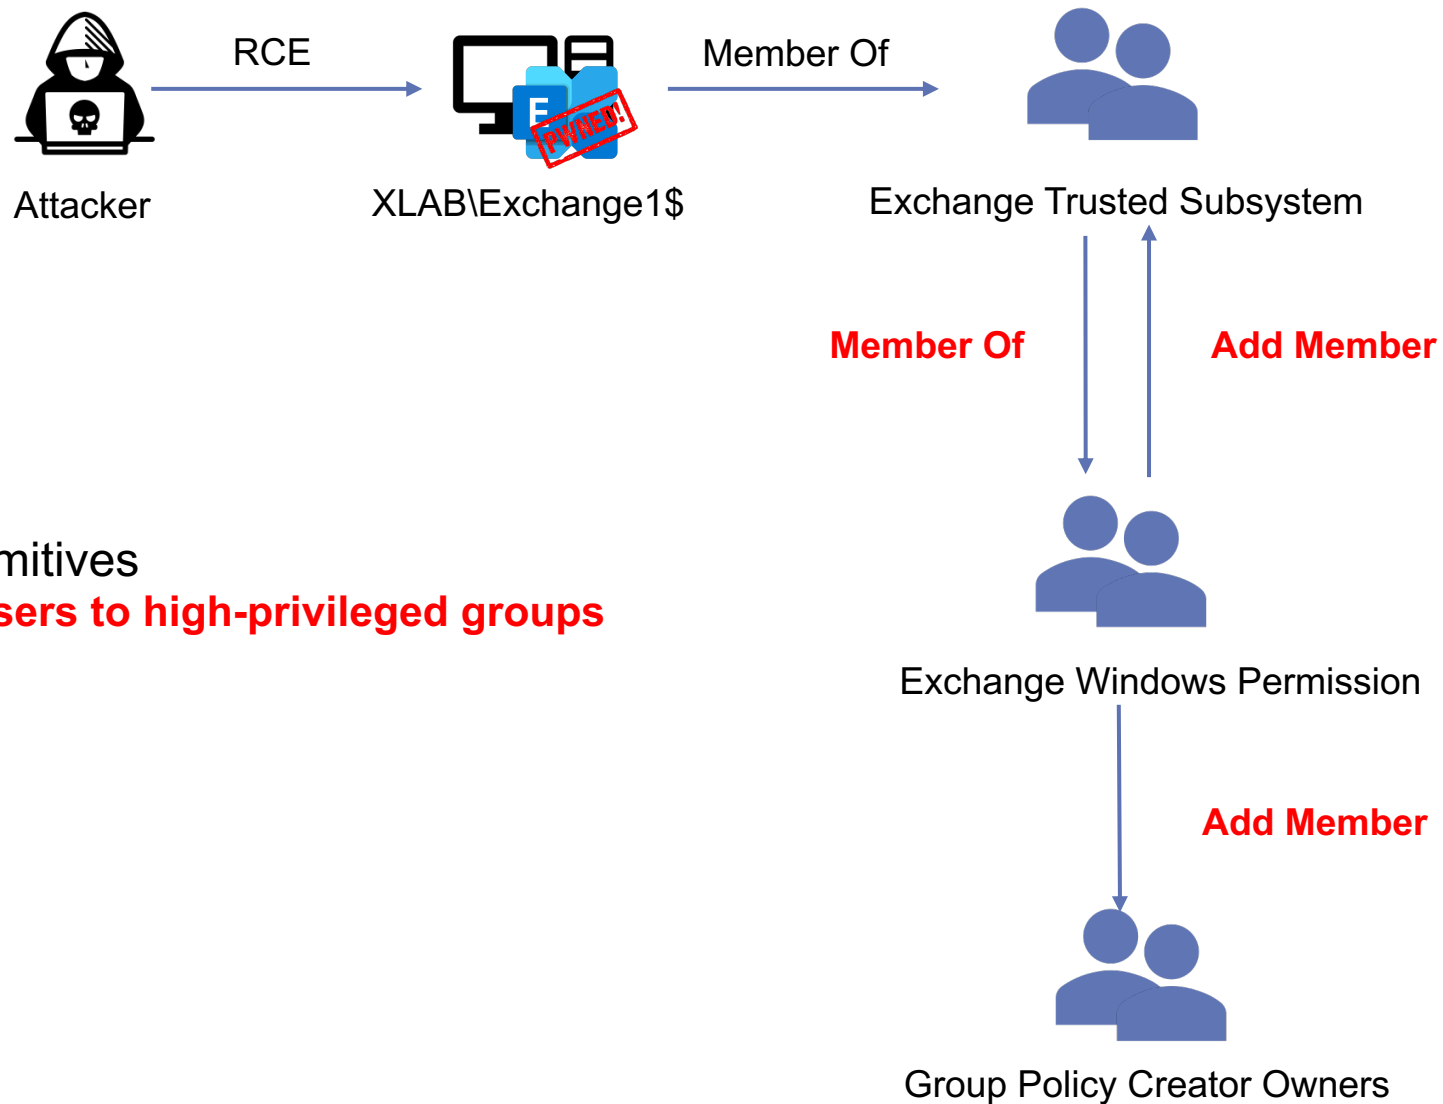 RCE
Member Of
E
PWNED!
Attacker
XLAB\Exchange1$
Exchange Trusted Subsystem
Member Of
Add Member
mitives
sers to high-privileged groups
Exchange Windows Permission
Add Member
Group Policy Creator Owners